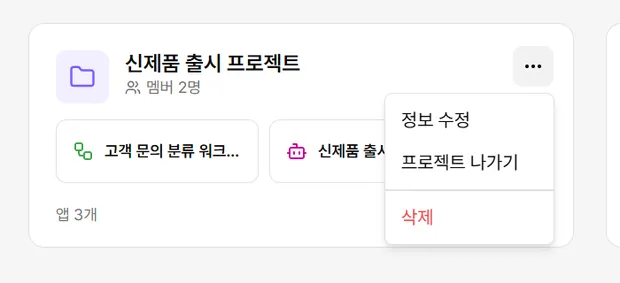 신제품 출시 프로젝트
멤버 2명
정보 수정
프로젝트 나가기
삭제
고객 문의 분류 워크...
신제품 출시
앱 3개